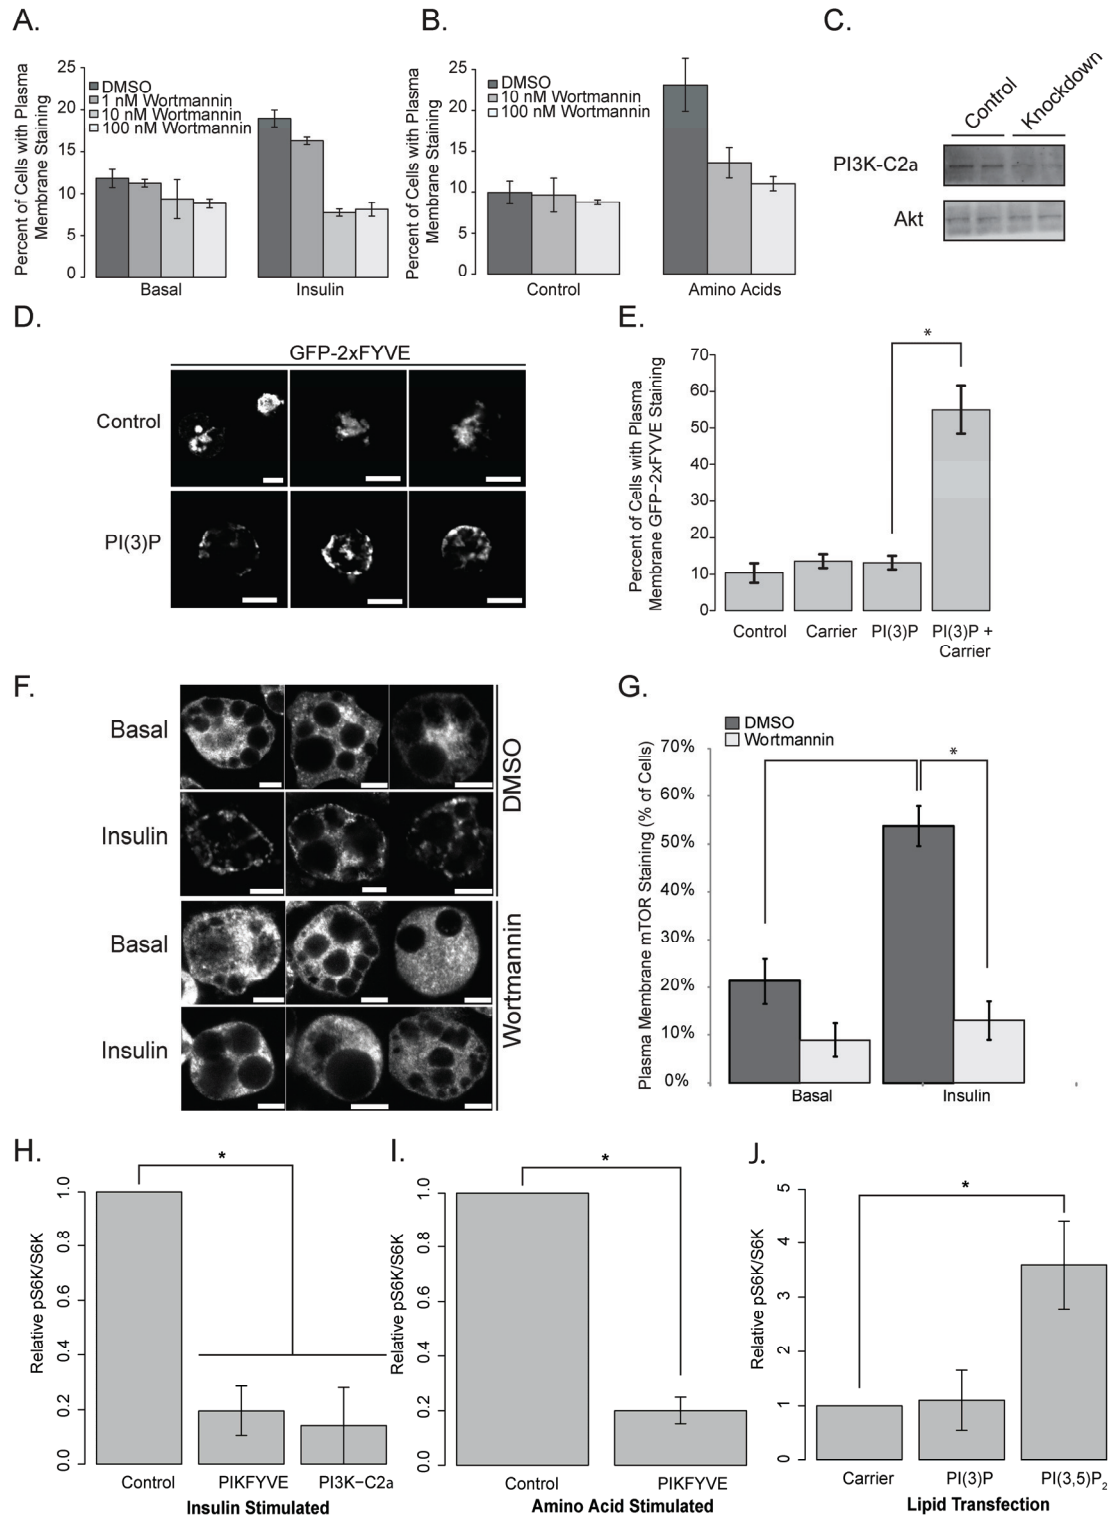 A.
Percent of Cells with Plasma
Membrane Staining
25
20
15
10
5
0
DMSO
1 nM Wortmannin
10 nM Wortmannin
100 nM Wortmannin
Basal
Insulin
B.
Percent of Cells with Plasma
Membrane Staining
25
20
15
10
5
0
DMSO
10 nM Wortmannin
100 nM Wortmannin
Control
Amino Acids
C.
Control
Knockdown
PI3K-C2a
Akt
D.
GFP-2xFYVE
Control
PI(3)P
E.
Percent of Cells with Plasma
Membrane GFP−2xFYVE Staining
70
60
50
40
30
20
10
0
*
Control
Carrier
PI(3)P
PI(3)P +
Carrier
F.
Basal
Insulin
DMSO
Basal
Insulin
Wortmannin
G.
DMSO
Wortmannin
Plasma Membrane mTOR Staining (% of Cells)
70%
60%
50%
40%
30%
20%
10%
0%
*
Basal
Insulin
H.
Relative pS6K/S6K
1.0
0.8
0.6
0.4
0.2
0.0
*
Control
PIKFYVE
PI3K−C2a
Insulin Stimulated
I.
Relative pS6K/S6K
1.0
0.8
0.6
0.4
0.2
0.0
*
Control
PIKFYVE
Amino Acid Stimulated
J.
Relative pS6K/S6K
5
4
3
2
1
0
*
Carrier
PI(3)P
PI(3,5)P2
Lipid Transfection